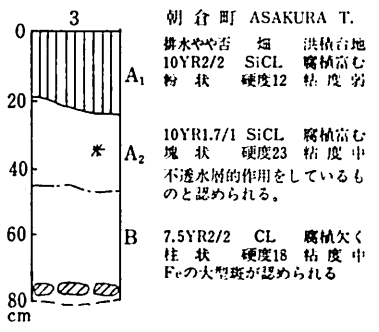 3
朝倉町 ASAKURA T.
0
20
40
60
80
cm
A₁
A₂
B
排水やや否 畑 洪積台地
10YR2/2 SiCL 腐植富む
粉状 硬度12 粘度弱
10YR1.7/1 SiCL 腐植富む
塊状 硬度23 粘度中
不透水層的作用をしているも
のと認められる。
7.5YR2/2 CL 腐植欠く
柱状 硬度18 粘度中
Feの大型斑が認められる